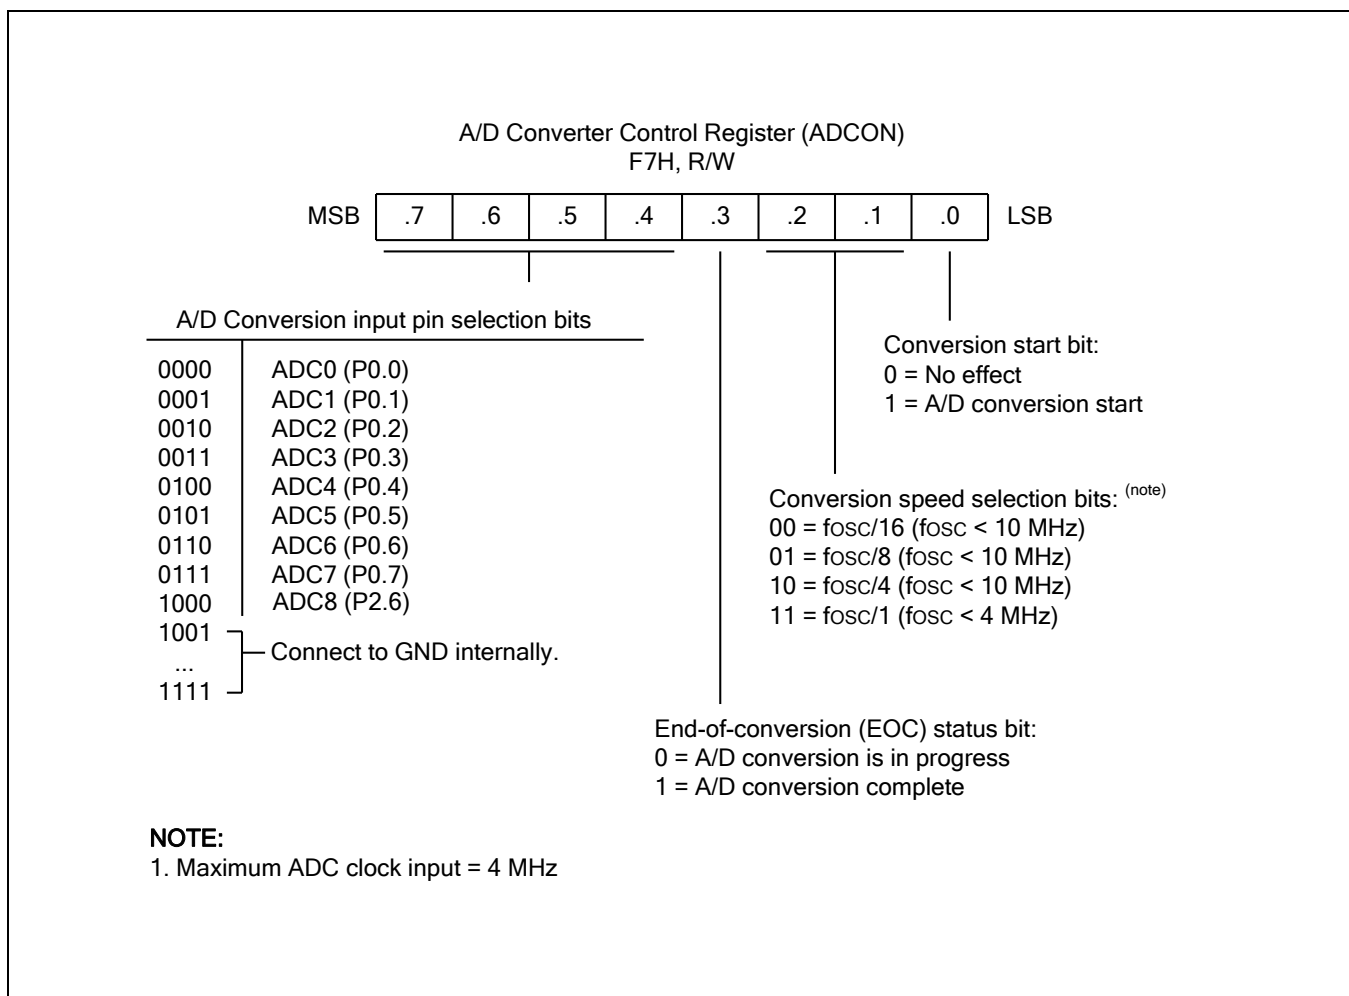 A/D Converter Control Register (ADCON)
F7H, R/W
MSB .7 .6 .5 .4 .3 .2 .1 .0 LSB
A/D Conversion input pin selection bits
0000 ADC0 (P0.0)
0001 ADC1 (P0.1)
0010 ADC2 (P0.2)
0011 ADC3 (P0.3)
0100 ADC4 (P0.4)
0101 ADC5 (P0.5)
0110 ADC6 (P0.6)
0111 ADC7 (P0.7)
1000 ADC8 (P2.6)
1001
...
1111
Connect to GND internally.
Conversion start bit:
0 = No effect
1 = A/D conversion start
Conversion speed selection bits: (note)
00 = fOSC/16 (fOSC < 10 MHz)
01 = fOSC/8 (fOSC < 10 MHz)
10 = fOSC/4 (fOSC < 10 MHz)
11 = fOSC/1 (fOSC < 4 MHz)
End-of-conversion (EOC) status bit:
0 = A/D conversion is in progress
1 = A/D conversion complete
NOTE:
1. Maximum ADC clock input = 4 MHz